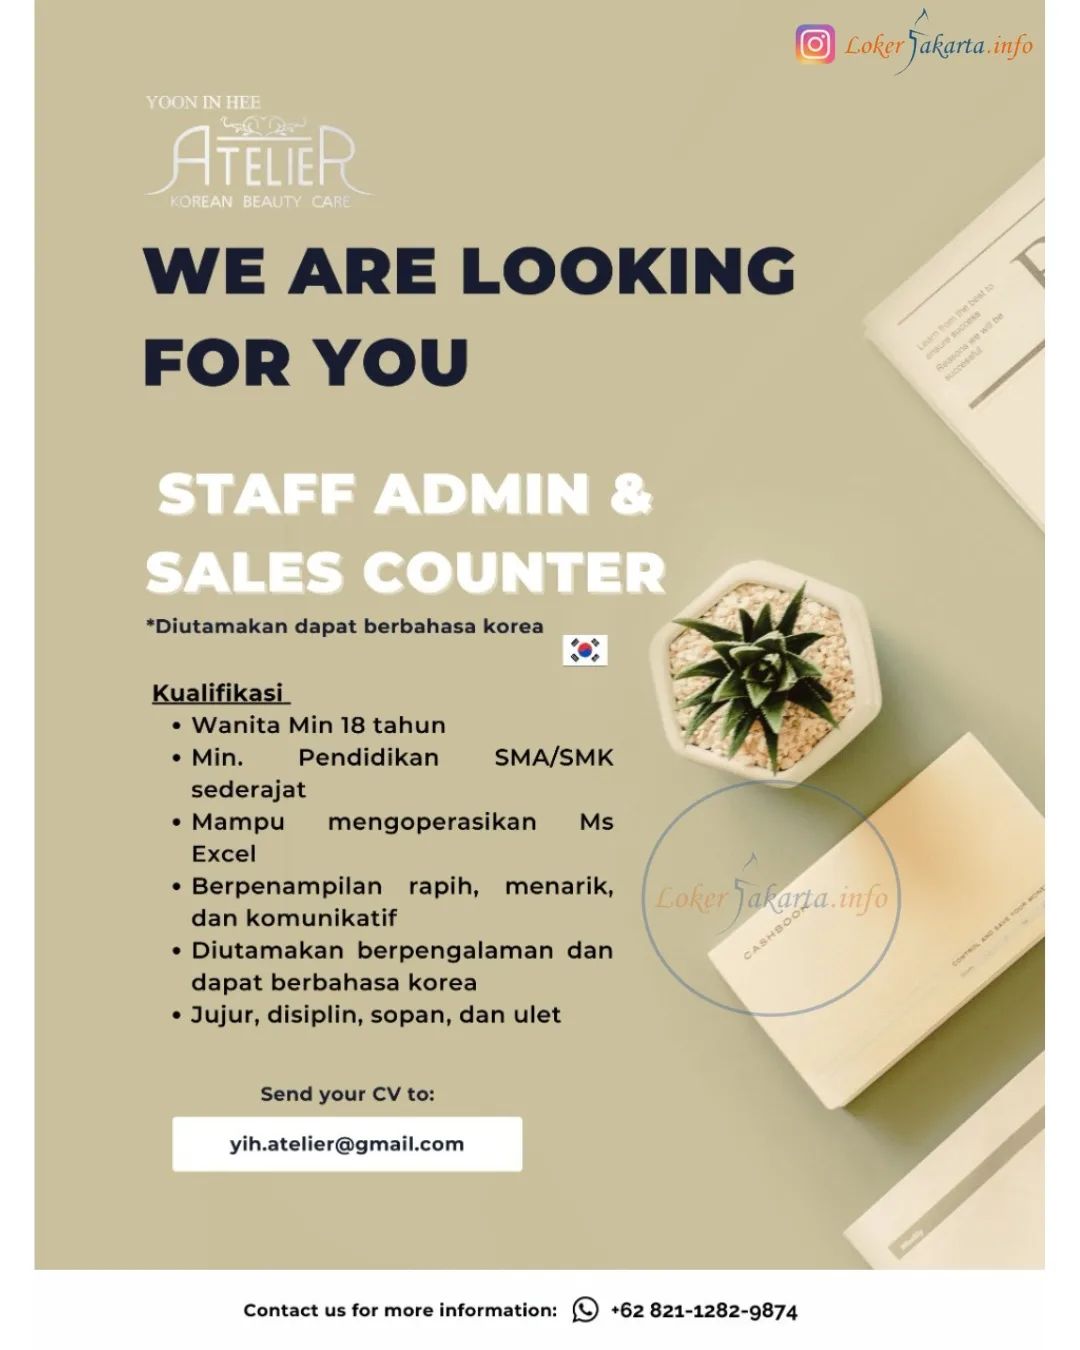 Loker Jakarta.info
YOON IN HEE
ATELIER
KOREAN BEAUTY CARE
WE ARE LOOKING
FOR YOU
STAFF ADMIN &
SALES COUNTER
*Diutamakan dapat berbahasa korea
Kualifikasi
• Wanita Min 18 tahun
• Min. Pendidikan SMA/SMK
sederajat
• Mampu mengoperasikan Ms
Excel
• Berpenampilan rapih, menarik,
dan komunikatif
• Diutamakan berpengalaman dan
dapat berbahasa korea
• Jujur, disiplin, sopan, dan ulet
Send your CV to:
yih.atelier@gmail.com
Contact us for more information: +62 821-1282-9874
Learn from the best to
ensure success
Reasons we will be
successful
Loker Jakarta.info
CASHBOOK
CONTROL AND SAVE YOUR MONEY